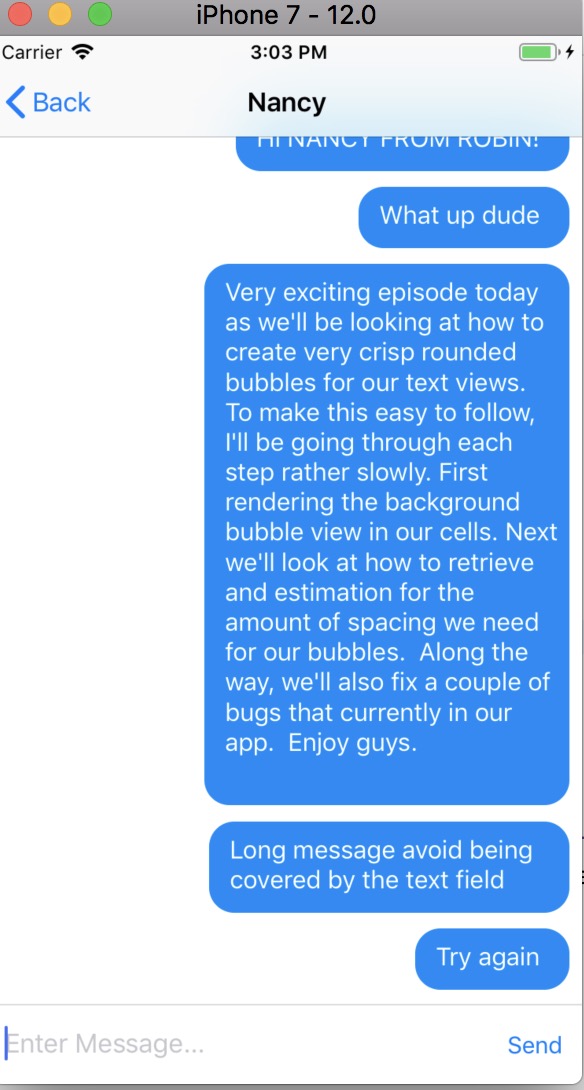 iPhone 7 - 12.0
Carrier 3:03 PM
Back Nancy
HI NANCY FROM ROBIN!
What up dude
Very exciting episode today
as we'll be looking at how to
create very crisp rounded
bubbles for our text views.
To make this easy to follow,
I'll be going through each
step rather slowly. First
rendering the background
bubble view in our cells. Next
we'll look at how to retrieve
and estimation for the
amount of spacing we need
for our bubbles.  Along the
way, we'll also fix a couple of
bugs that currently in our
app.  Enjoy guys.
Long message avoid being
covered by the text field
Try again
Enter Message... Send